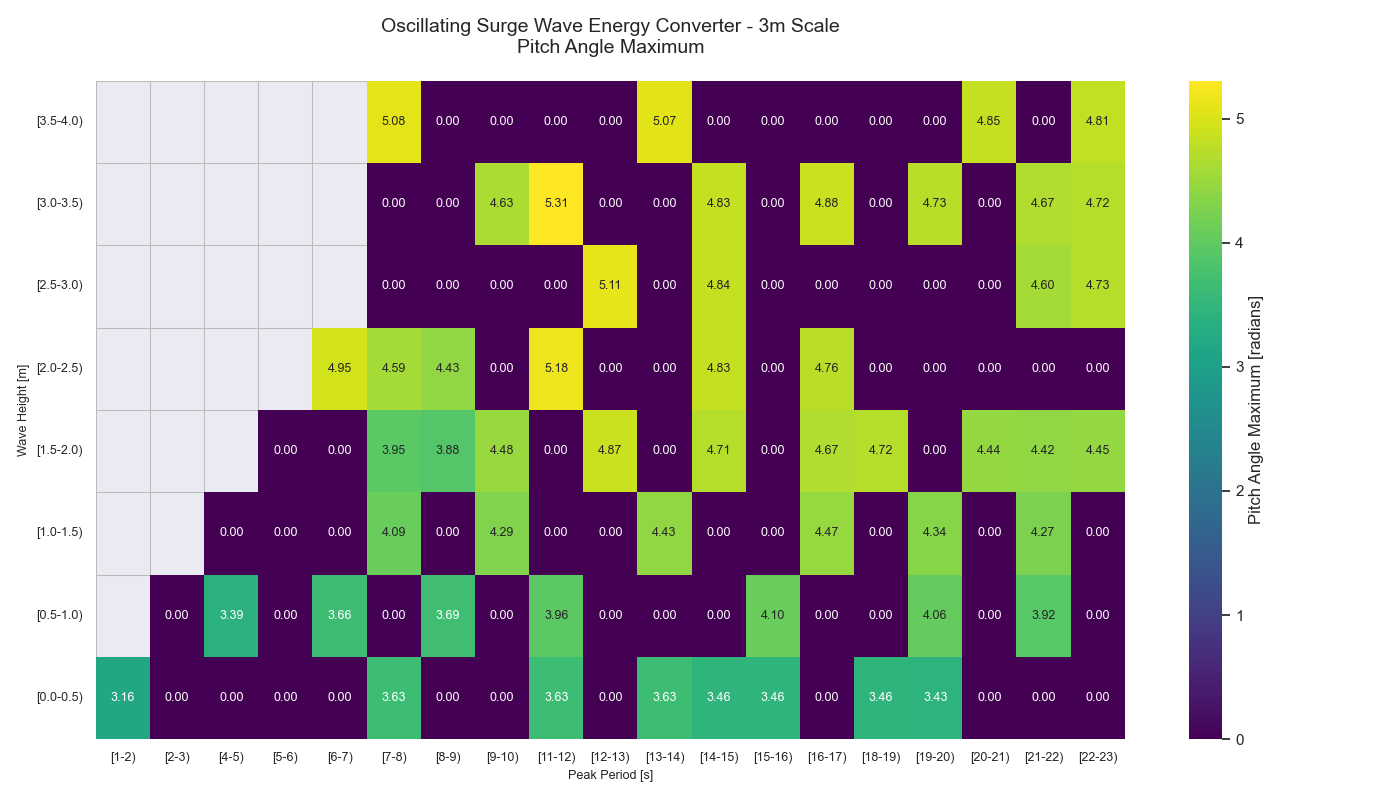 Oscillating Surge Wave Energy Converter - 3m Scale
Pitch Angle Maximum
Wave Height [m]
[3.5-4.0) 5.08 0.00 0.00 0.00 0.00 5.07 0.00 0.00 0.00 0.00 0.00 4.85 0.00 4.81
[3.0-3.5) 0.00 0.00 4.63 5.31 0.00 0.00 4.83 0.00 4.88 0.00 4.73 0.00 4.67 4.72
[2.5-3.0) 0.00 0.00 0.00 0.00 5.11 0.00 4.84 0.00 0.00 0.00 0.00 0.00 4.60 4.73
[2.0-2.5) 4.95 4.59 4.43 0.00 5.18 0.00 0.00 4.83 0.00 4.76 0.00 0.00 0.00 0.00 0.00
[1.5-2.0) 0.00 0.00 3.95 3.88 4.48 0.00 4.87 0.00 4.71 0.00 4.67 4.72 0.00 4.44 4.42 4.45
[1.0-1.5) 0.00 0.00 0.00 4.09 0.00 4.29 0.00 0.00 4.43 0.00 0.00 4.47 0.00 4.34 0.00 4.27 0.00
[0.5-1.0) 0.00 3.39 0.00 3.66 0.00 3.69 0.00 3.96 0.00 0.00 0.00 4.10 0.00 0.00 4.06 0.00 3.92 0.00
[0.0-0.5) 3.16 0.00 0.00 0.00 0.00 3.63 0.00 0.00 3.63 0.00 3.63 3.46 3.46 0.00 3.46 3.43 0.00 0.00 0.00
[1-2) [2-3) [4-5) [5-6) [6-7) [7-8) [8-9) [9-10) [11-12) [12-13) [13-14) [14-15) [15-16) [16-17) [18-19) [19-20) [20-21) [21-22) [22-23)
Peak Period [s]
5
4
3
2
1
0
Pitch Angle Maximum [radians]